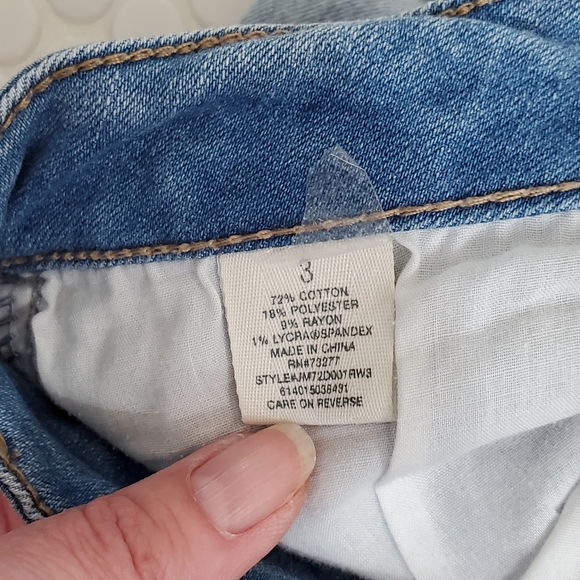 3
72% COTTON
18% POLYESTER
9% RAYON
1% LYCRA®SPANDEX
MADE IN CHINA
RN#73277
STYLE#JM72D001RW3
614015038431
CARE ON REVERSE